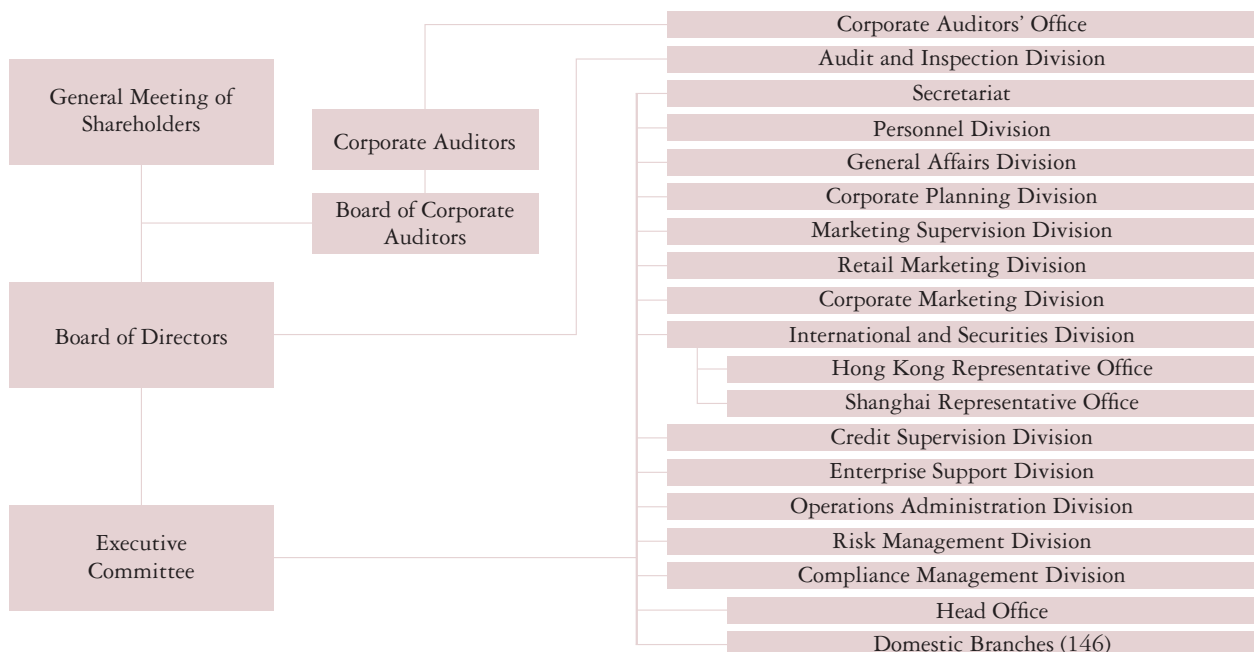 General Meeting of
Shareholders
Corporate Auditors
Board of Corporate
Auditors
Board of Directors
Executive
Committee
Corporate Auditors’ Office
Audit and Inspection Division
Secretariat
Personnel Division
General Affairs Division
Corporate Planning Division
Marketing Supervision Division
Retail Marketing Division
Corporate Marketing Division
International and Securities Division
Hong Kong Representative Office
Shanghai Representative Office
Credit Supervision Division
Enterprise Support Division
Operations Administration Division
Risk Management Division
Compliance Management Division
Head Office
Domestic Branches (146)